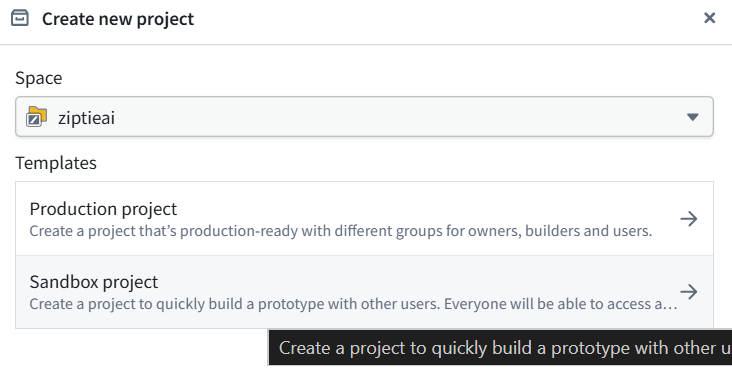 Create new project
Space
ziptieai
Templates
Production project
Create a project that's production-ready with different groups for owners, builders and users.
Sandbox project
Create a project to quickly build a prototype with other users. Everyone will be able to access a...
Create a project to quickly build a prototype with other u